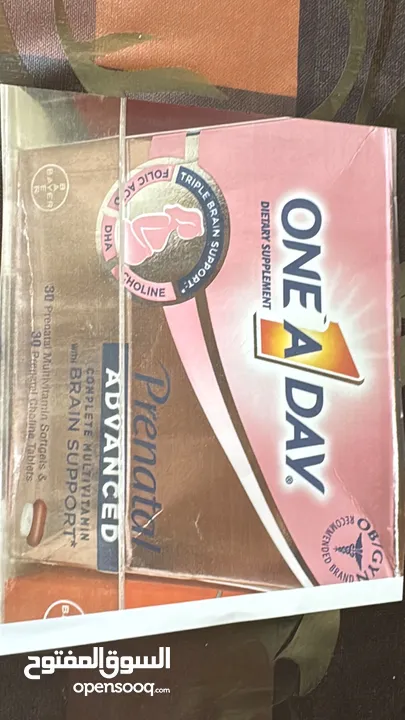 ONE A DAY®
DIETARY SUPPLEMENT
OB/GYN
RECOMMENDED BRAND
TRIPLE BRAIN SUPPORT:*
FOLIC ACID
DHA
CHOLINE
Prenatal
ADVANCED
COMPLETE MULTIVITAMIN
with BRAIN SUPPORT*
30 Prenatal Multivitamin Softgels &
30 Prenatal Choline Tablets
BAYER
BAYER
السوق المفتوح
opensooq.com